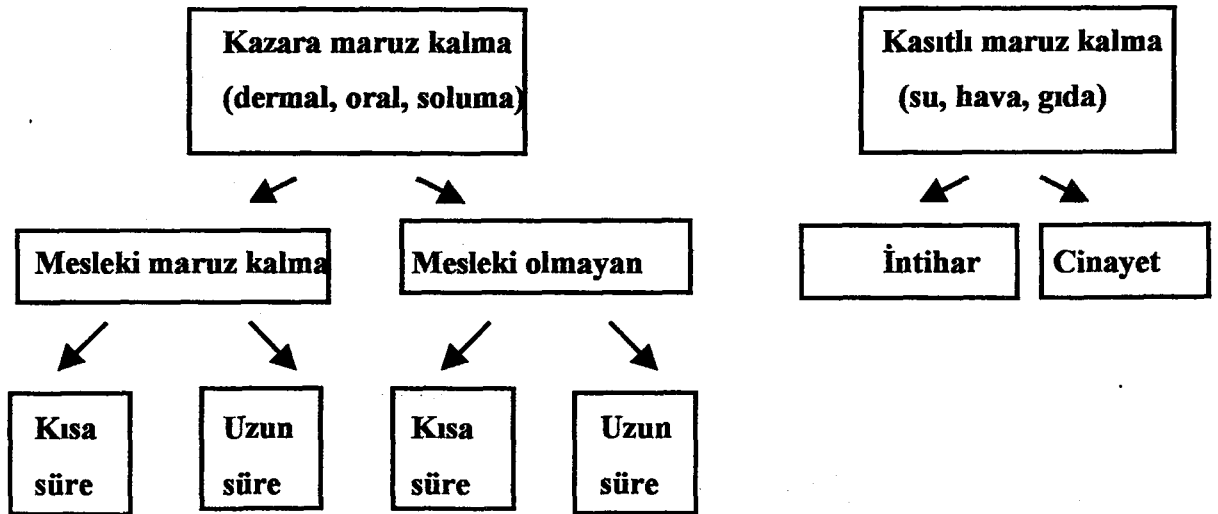 Kazara maruz kalma
(dermal, oral, soluma)
Kasıtlı maruz kalma
(su, hava, gıda)
Mesleki maruz kalma
Mesleki olmayan
İntihar
Cinayet
Kısa
süre
Uzun
süre
Kısa
süre
Uzun
süre